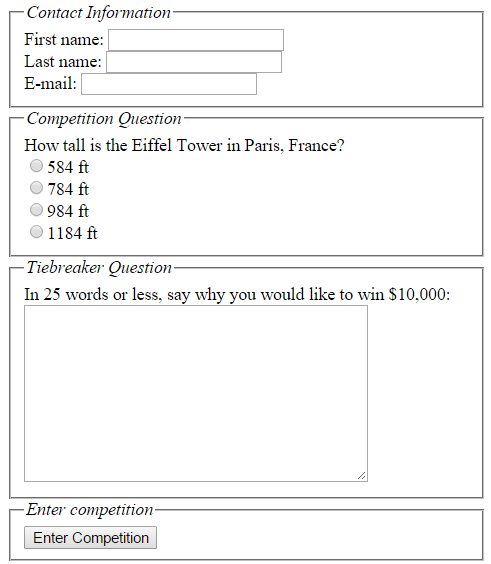 Contact Information
First name:
Last name:
E-mail:
Competition Question
How tall is the Eiffel Tower in Paris, France?
584 ft
784 ft
984 ft
1184 ft
Tiebreaker Question
In 25 words or less, say why you would like to win $10,000:
Enter competition
Enter Competition